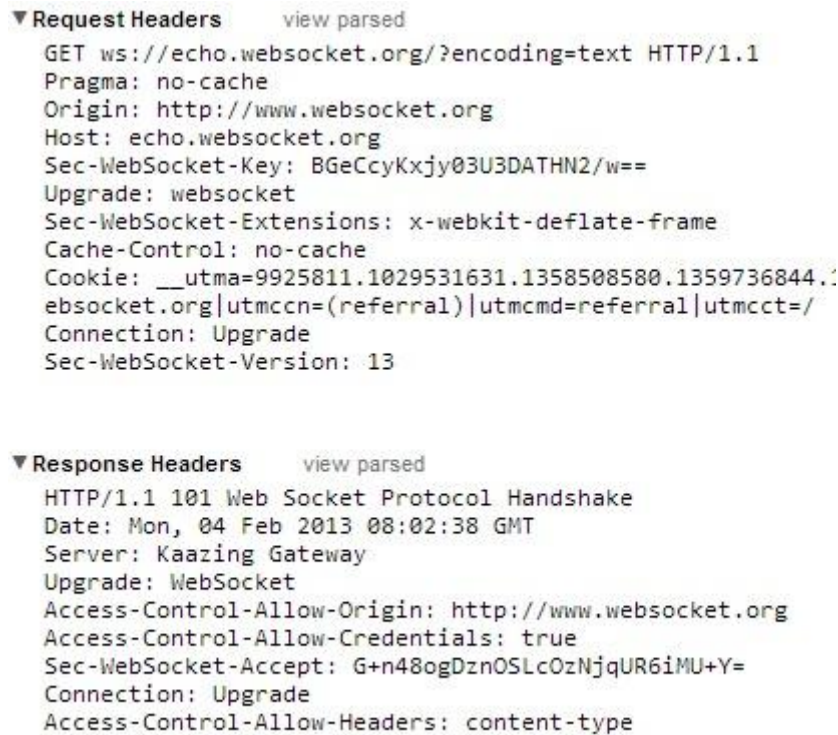 ▼Request Headers view parsed
GET ws://echo.websocket.org/?encoding=text HTTP/1.1
Pragma: no-cache
Origin: http://www.websocket.org
Host: echo.websocket.org
Sec-WebSocket-Key: BGeCcyKxjy03U3DATHN2/w==
Upgrade: websocket
Sec-WebSocket-Extensions: x-webkit-deflate-frame
Cache-Control: no-cache
Cookie: __utma=9925811.1029531631.1358508580.1359736844.1
ebsocket.org|utmccn=(referral)|utmcmd=referral|utmcct=/
Connection: Upgrade
Sec-WebSocket-Version: 13
▼Response Headers view parsed
HTTP/1.1 101 Web Socket Protocol Handshake
Date: Mon, 04 Feb 2013 08:02:38 GMT
Server: Kaazing Gateway
Upgrade: WebSocket
Access-Control-Allow-Origin: http://www.websocket.org
Access-Control-Allow-Credentials: true
Sec-WebSocket-Accept: G+n48ogDznOSLcOzNjqUR6iMU+Y=
Connection: Upgrade
Access-Control-Allow-Headers: content-type